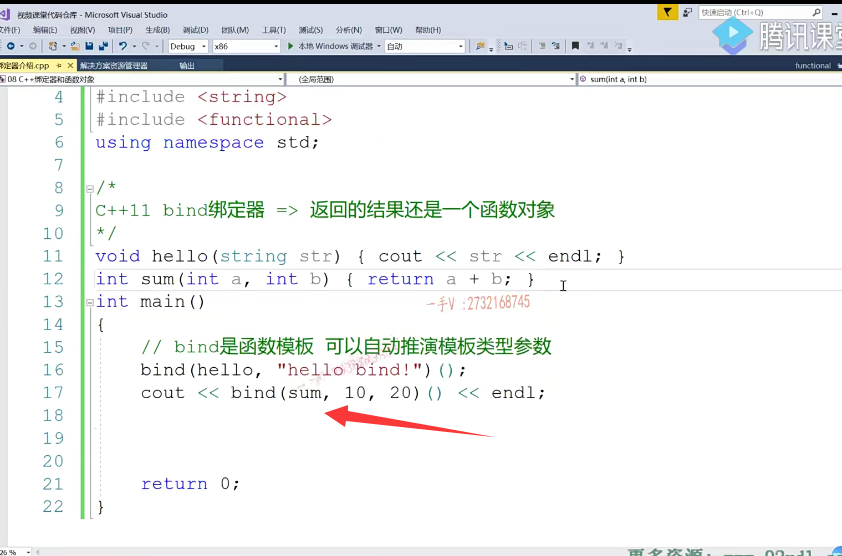 视频课堂代码仓库 - Microsoft Visual Studio
快速启动 (Ctrl+Q)
文件(F) 编辑(E) 视图(V) 项目(P) 生成(B) 调试(D) 团队(M) 工具(T) 测试(S) 分析(N) 窗口(W) 帮助(H)
腾讯课堂
Debug x86 本地 Windows 调试器 自动
绑定器介绍.cpp 解决方案资源管理器 输出 functional
08 C++绑定器和函数对象 (全局范围) sum(int a, int b)
4 #include <string>
5 #include <functional>
6 using namespace std;
7
8 /*
9 C++11 bind绑定器 => 返回的结果还是一个函数对象
10 */
11 void hello(string str) { cout << str << endl; }
12 int sum(int a, int b) { return a + b; }
13 int main()
一手V :2732168745
14 {
15 // bind是函数模板 可以自动推演模板类型参数
16 bind(hello, "hello bind!")();
17 cout << bind(sum, 10, 20)() << endl;
18
19
20
21 return 0;
22 }
26 %